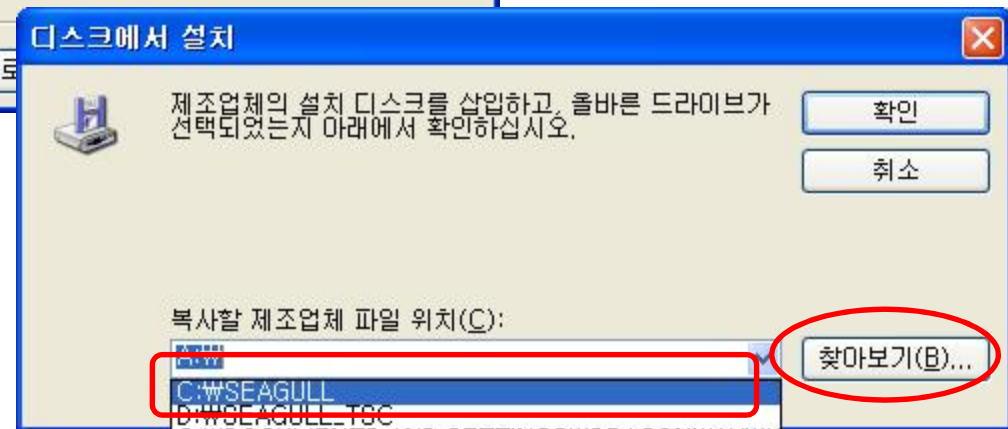 로
디스크에서 설치
제조업체의 설치 디스크를 삽입하고, 올바른 드라이브가
선택되었는지 아래에서 확인하십시오.
확인
취소
복사할 제조업체 파일 위치(C):
A:₩
찾아보기(B)...
C:₩SEAGULL
D:₩SEAGULL_TSC